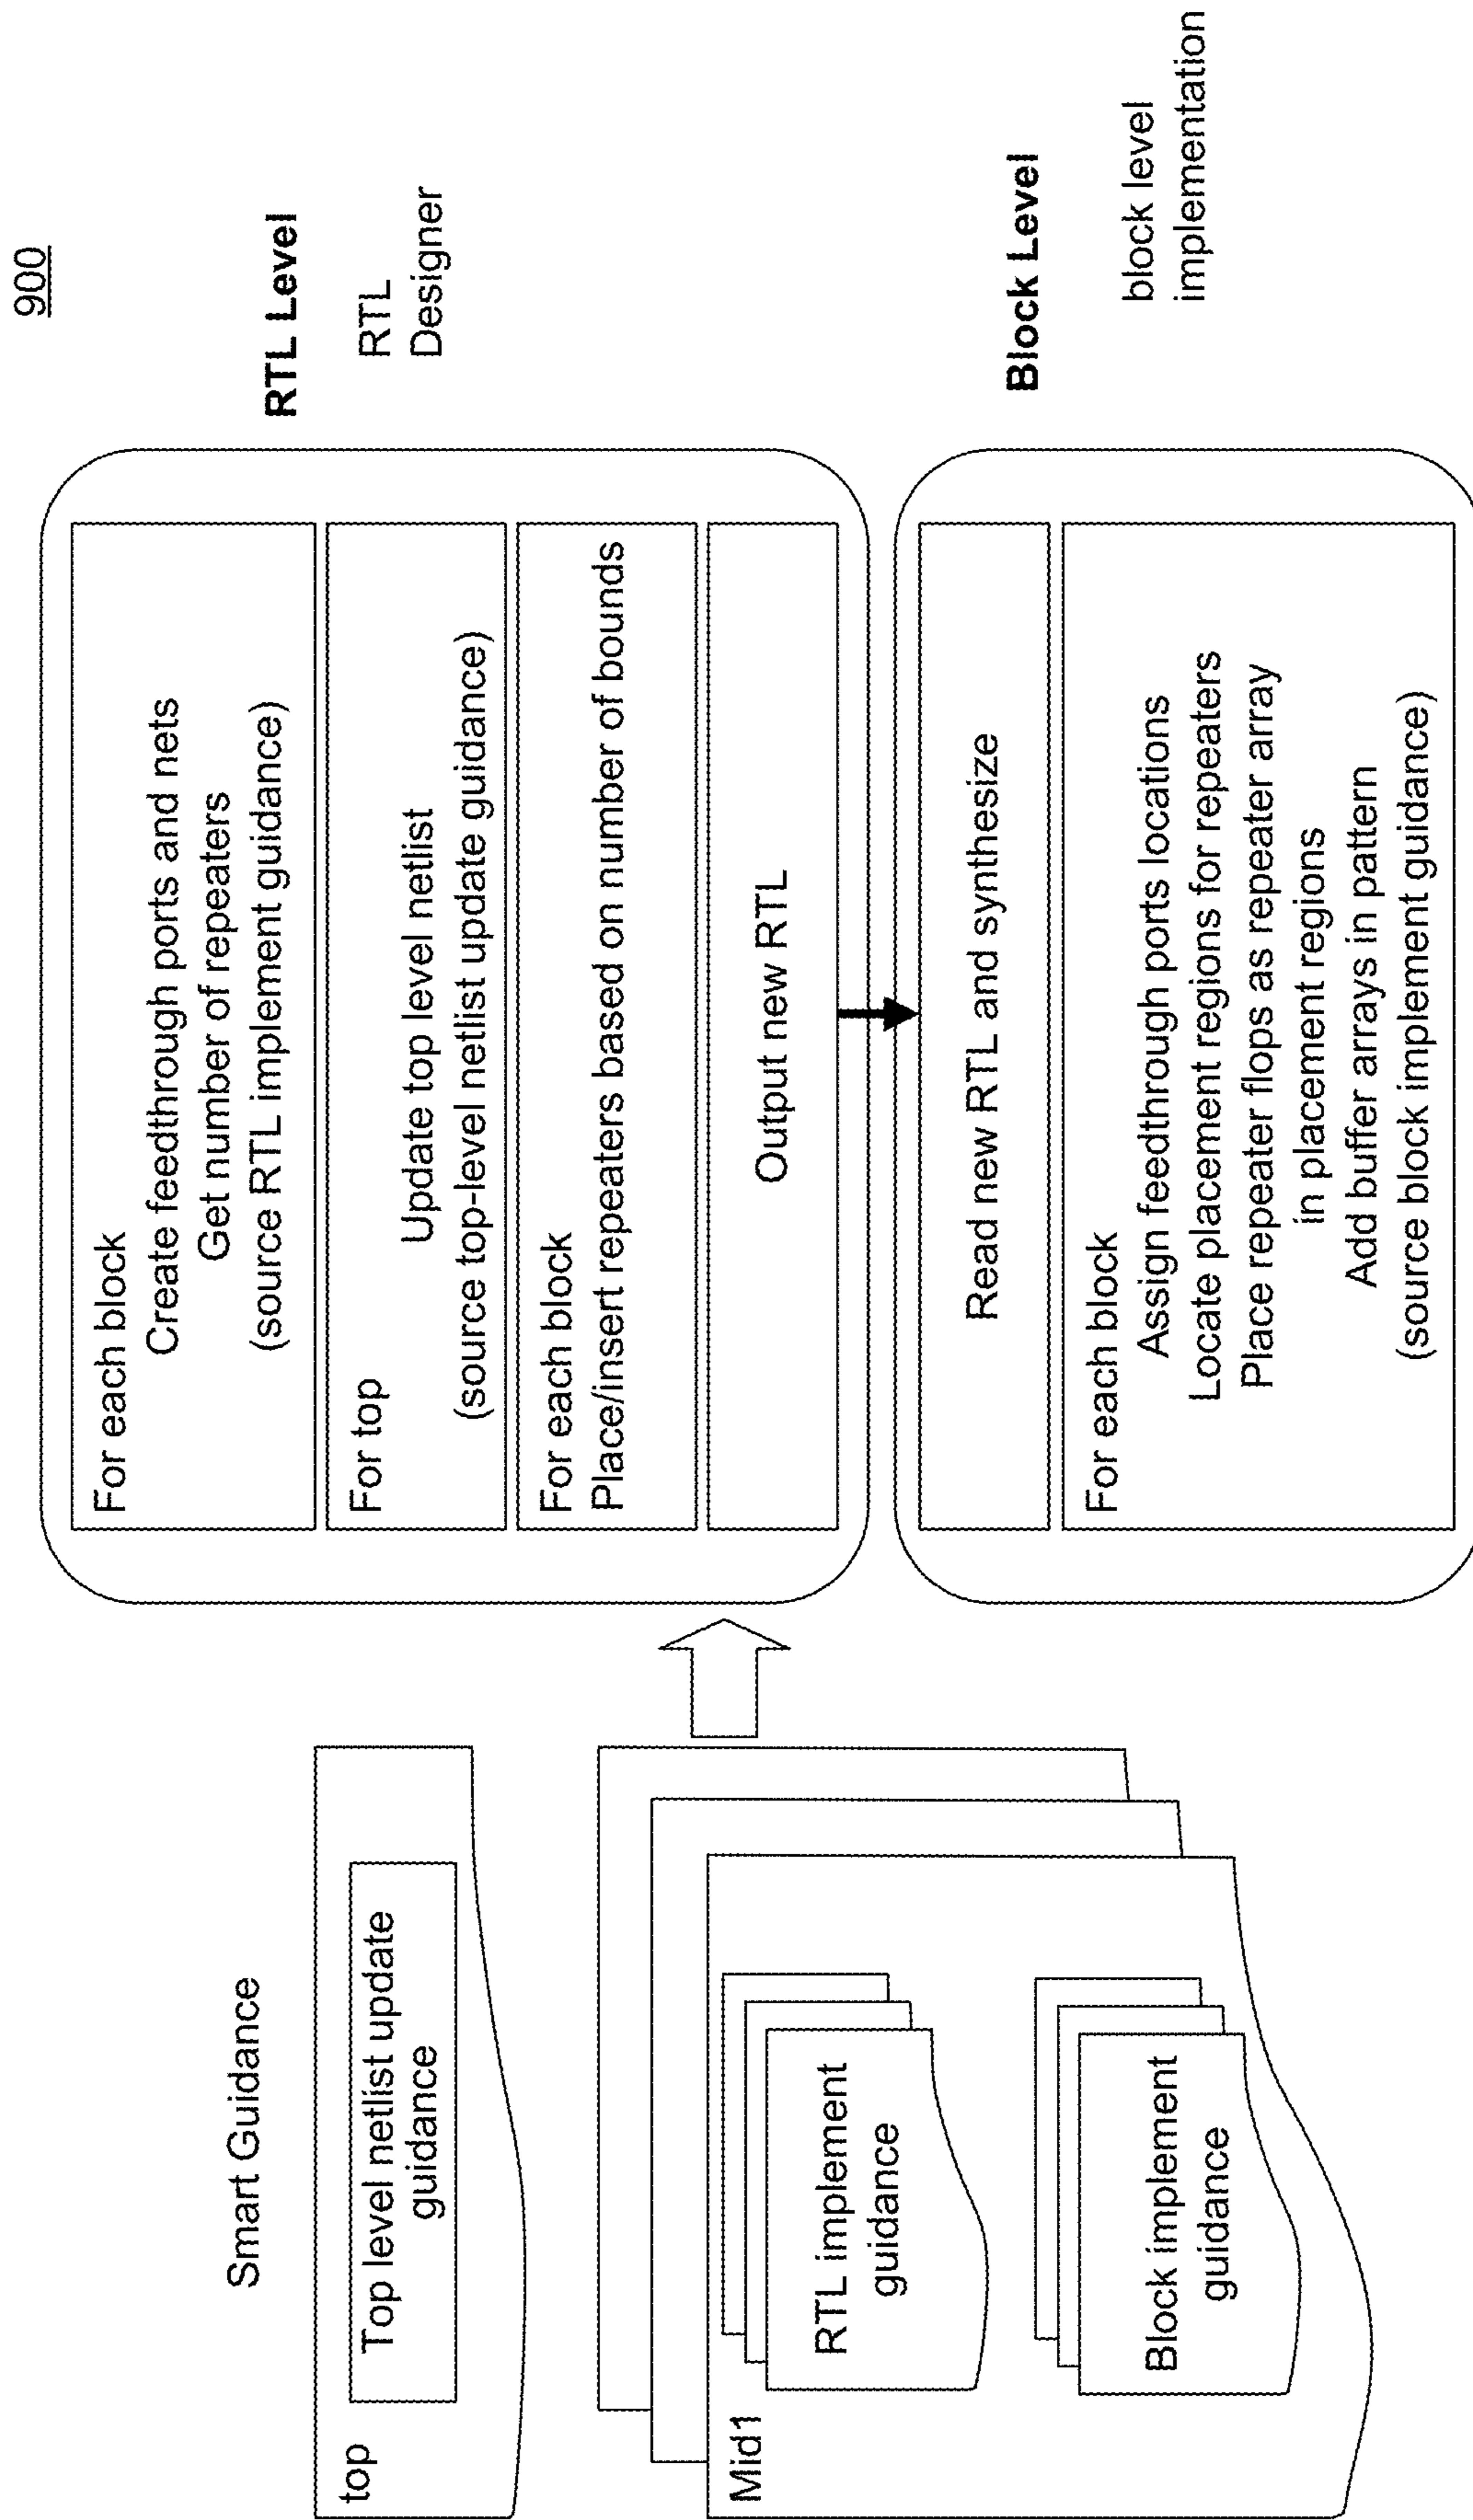 900
Smart Guidance
top
Top level netlist update
guidance
Mid1
RTL implement
guidance
Block implement
guidance
For each block
Create feedthrough ports and nets
Get number of repeaters
(source RTL implement guidance)
For top
Update top level netlist
(source top-level netlist update guidance)
For each block
Place/insert repeaters based on number of bounds
Output new RTL
RTL Level
RTL
Designer
Read new RTL and synthesize
For each block
Assign feedthrough ports locations
Locate placement regions for repeaters
Place repeater flops as repeater array
in placement regions
Add buffer arrays in pattern
(source block implement guidance)
Block Level
block level
implementation